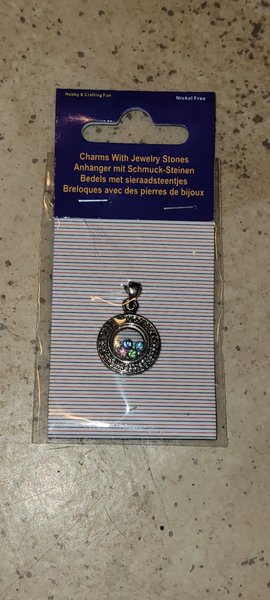 Hobby & Crafting Fun
Nickel Free
Charms With Jewelry Stones
Anhänger mit Schmuck-Steinen
Bedels met sieraadsteentjes
Breloques avec des pierres de bijoux